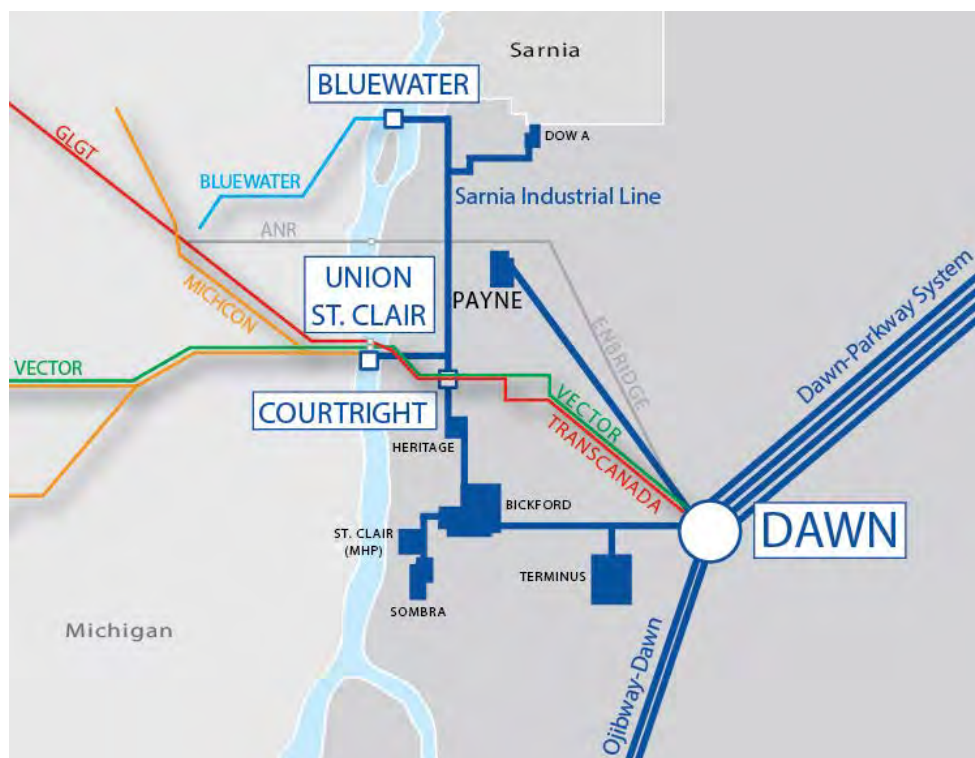 Sarnia
BLUEWATER
DOW A
GLGT
BLUEWATER
Sarnia Industrial Line
ANR
UNION
ST. CLAIR
PAYNE
MICHCON
ENBRIDGE
Dawn-Parkway System
VECTOR
COURTRIGHT
VECTOR
TRANSCANADA
HERITAGE
BICKFORD
DAWN
ST. CLAIR
(MHP)
TERMINUS
SOMBRA
Michigan
Ojibway-Dawn